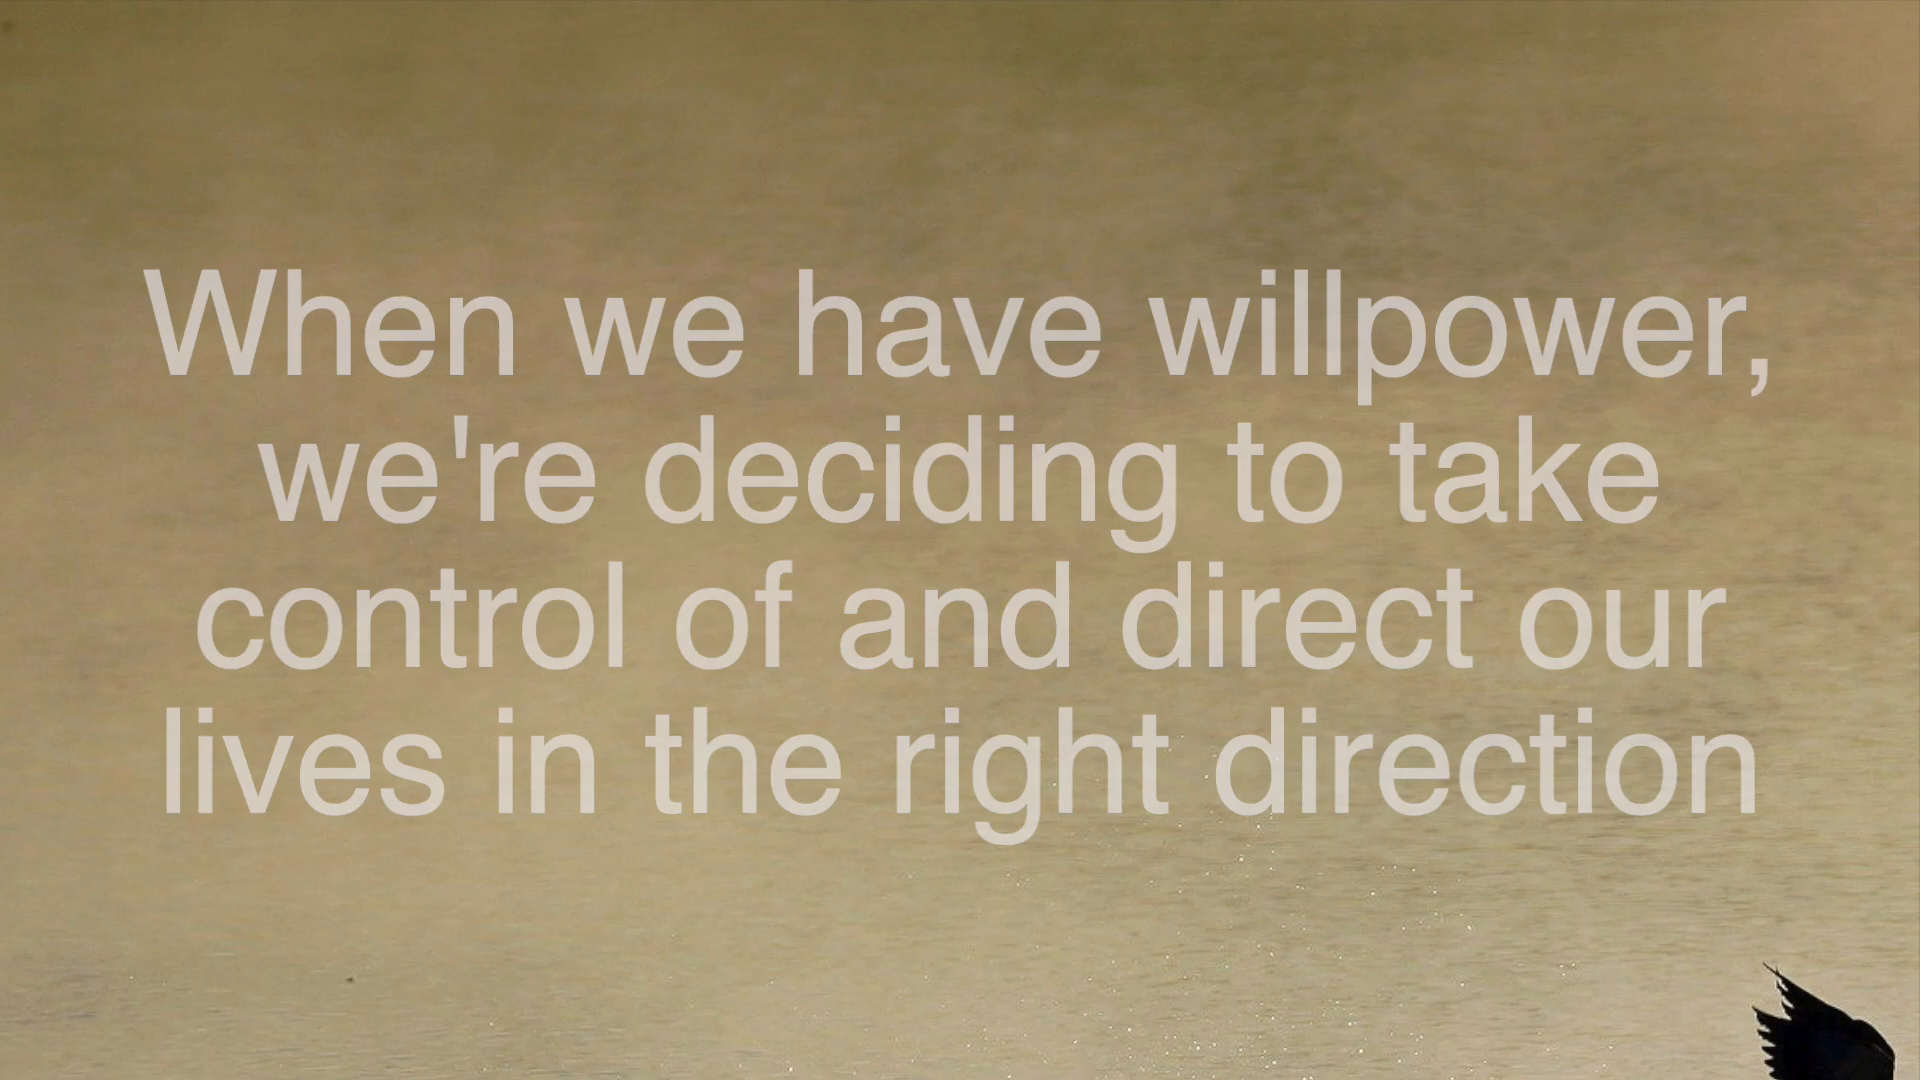 When we have willpower,
we're deciding to take
control of and direct our
lives in the right direction